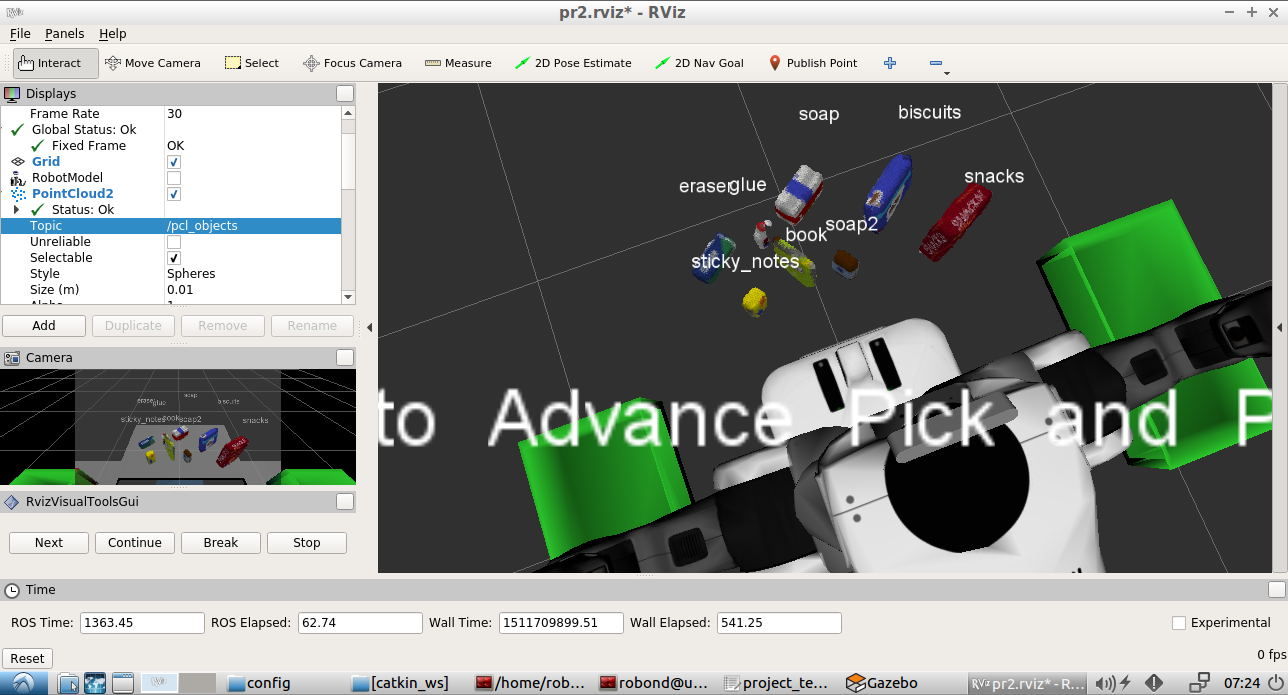 RViz pr2.rviz* - RViz
File Panels Help
Interact Move Camera Select Focus Camera Measure 2D Pose Estimate 2D Nav Goal Publish Point
Displays
Frame Rate 30
Global Status: Ok
Fixed Frame OK
Grid
RobotModel
PointCloud2
Status: Ok
Topic /pcl_objects
Unreliable
Selectable
Style Spheres
Size (m) 0.01
Add Duplicate Remove Rename
Camera
eraser glue soap biscuits
sticky_notes book soap2 snacks
RvizVisualToolsGui
Next Continue Break Stop
soap biscuits
snacks
eraser glue
book soap2
sticky_notes
SNACKS
to Advance Pick and P
Time
ROS Time: 1363.45 ROS Elapsed: 62.74 Wall Time: 1511709899.51 Wall Elapsed: 541.25 Experimental
Reset 0 fps
config [catkin_ws] /home/rob... robond@u... project_te... Gazebo RViz pr2.rviz* - R... 07:24